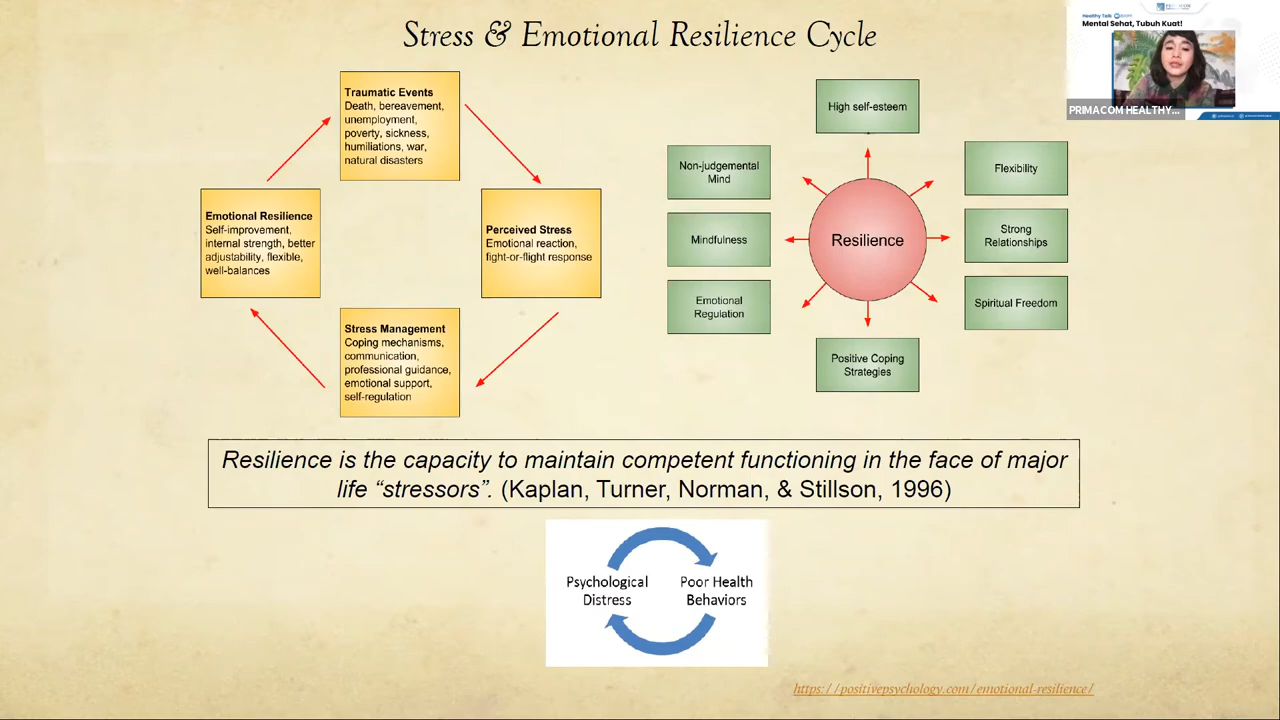 Stress & Emotional Resilience Cycle
Healthy Talk
Mental Sehat, Tubuh Kuat!
PRIMACOM HEALTHY...
Traumatic Events
Death, bereavement,
unemployment,
poverty, sickness,
humiliations, war,
natural disasters
Emotional Resilience
Self-improvement,
internal strength, better
adjustability, flexible,
well-balances
Perceived Stress
Emotional reaction,
fight-or-flight response
Stress Management
Coping mechanisms,
communication,
professional guidance,
emotional support,
self-regulation
High self-esteem
Non-judgemental
Mind
Flexibility
Mindfulness
Resilience
Strong
Relationships
Emotional
Regulation
Spiritual Freedom
Positive Coping
Strategies
Resilience is the capacity to maintain competent functioning in the face of major
life “stressors”. (Kaplan, Turner, Norman, & Stillson, 1996)
Psychological
Distress
Poor Health
Behaviors
https://positivepsychology.com/emotional-resilience/